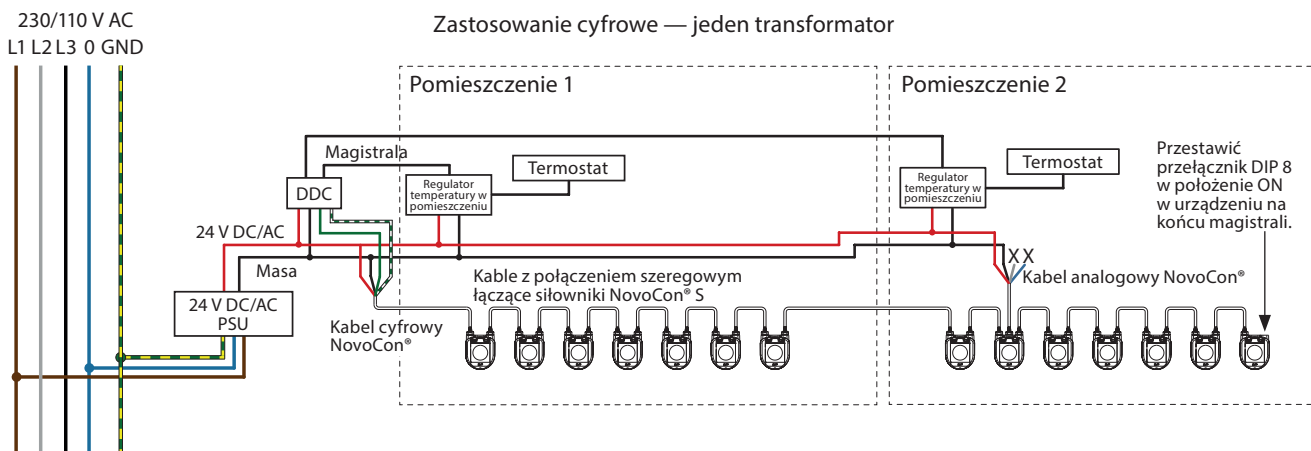 230/110 V AC
L1 L2 L3 0 GND
Zastosowanie cyfrowe — jeden transformator
Pomieszczenie 1
Pomieszczenie 2
Magistrala
DDC
Regulator
temperatury w
pomieszczeniu
Termostat
Regulator
temperatury w
pomieszczeniu
Termostat
Przestawić
przełącznik DIP 8
w położenie ON
w urządzeniu na
końcu magistrali.
24 V DC/AC
Masa
24 V DC/AC
PSU
Kabel cyfrowy
NovoCon®
Kable z połączeniem szeregowym
łączące siłowniki NovoCon® S
X X
Kabel analogowy NovoCon®